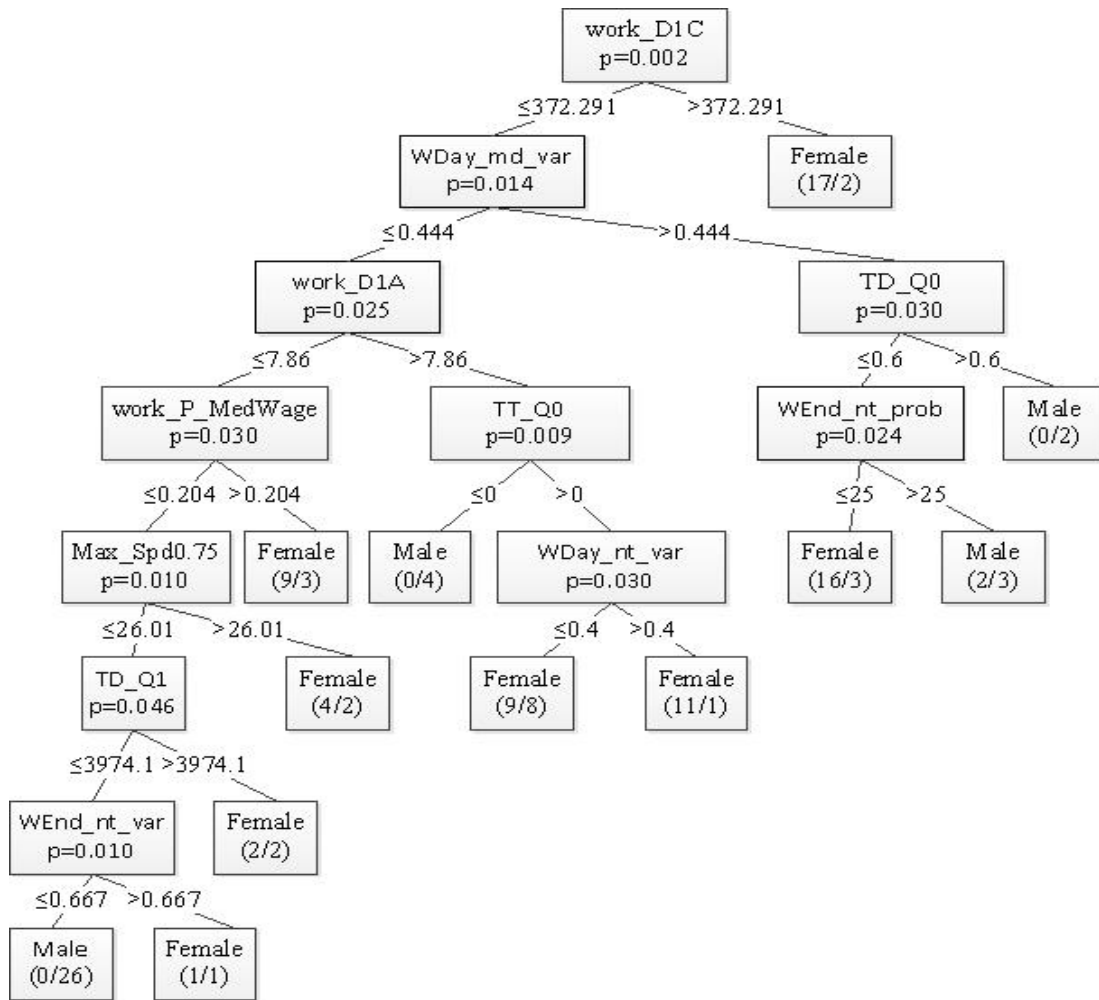 work_D1C
p=0.002
≤372.291 >372.291
WDay_md_var
p=0.014
Female
(17/2)
≤0.444 >0.444
work_D1A
p=0.025
TD_Q0
p=0.030
≤7.86 >7.86
≤0.6 >0.6
work_P_MedWage
p=0.030
TT_Q0
p=0.009
WEnd_nt_prob
p=0.024
Male
(0/2)
≤0.204 >0.204
≤0 >0
≤25 >25
Max_Spd0.75
p=0.010
Female
(9/3)
Male
(0/4)
WDay_nt_var
p=0.030
Female
(16/3)
Male
(2/3)
≤26.01 >26.01
≤0.4 >0.4
TD_Q1
p=0.046
Female
(4/2)
Female
(9/8)
Female
(11/1)
≤3974.1 >3974.1
WEnd_nt_var
p=0.010
Female
(2/2)
≤0.667 >0.667
Male
(0/26)
Female
(1/1)